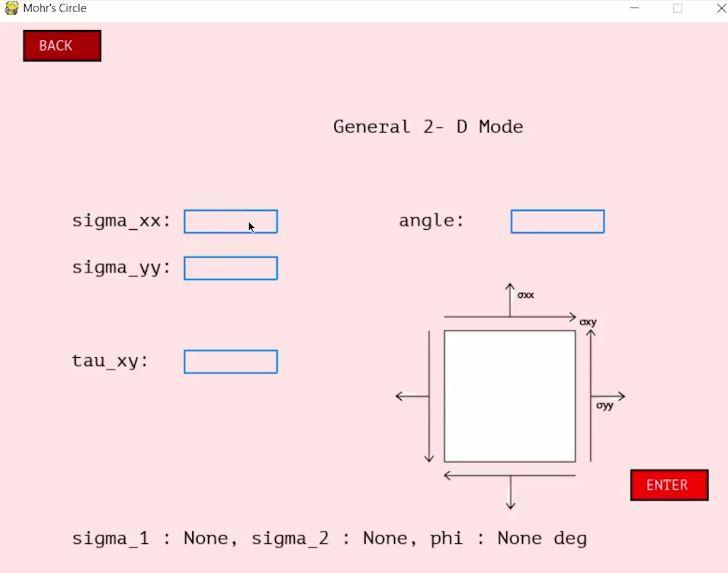 Mohr's Circle
BACK
General 2- D Mode
sigma_xx:
angle:
sigma_yy:
σxx
σxy
tau_xy:
σyy
ENTER
sigma_1 : None, sigma_2 : None, phi : None deg